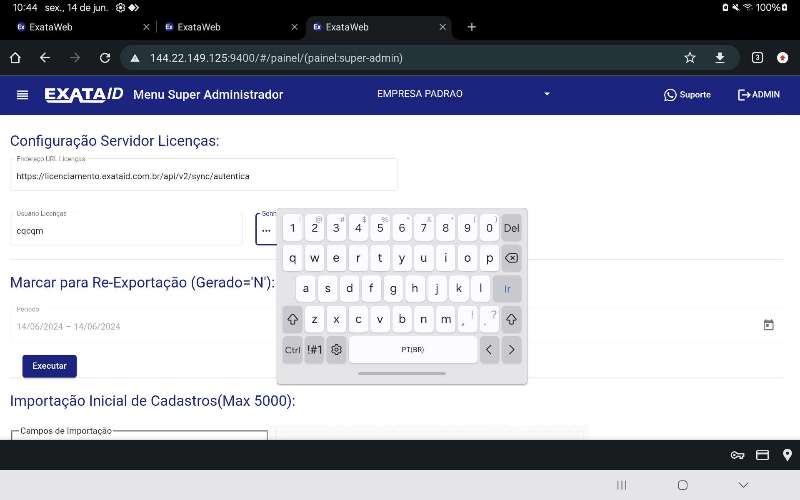 10:44 sex., 14 de jun. 100%
ExataWeb ExataWeb ExataWeb
144.22.149.125:9400/#/painel/(painel:super-admin) 3
EXATA/D Menu Super Administrador EMPRESA PADRAO Suporte ADMIN
Configuração Servidor Licenças:
Endereço URL Licenças
https://licenciamento.exataid.com.br/api/v2/sync/autentica
Usuário Licenças
cqcqm
1 2 3 4 5 6 7 8 9 0 Del
q w e r t y u i o p
a s d f g h j k l Ir
z x c v b n m , ! . ?
Ctrl !#1 PT(BR) < >
Marcar para Re-Exportação (Gerado='N'):
Período
14/06/2024 – 14/06/2024
Executar
Importação Inicial de Cadastros(Max 5000):
Campos de Importação